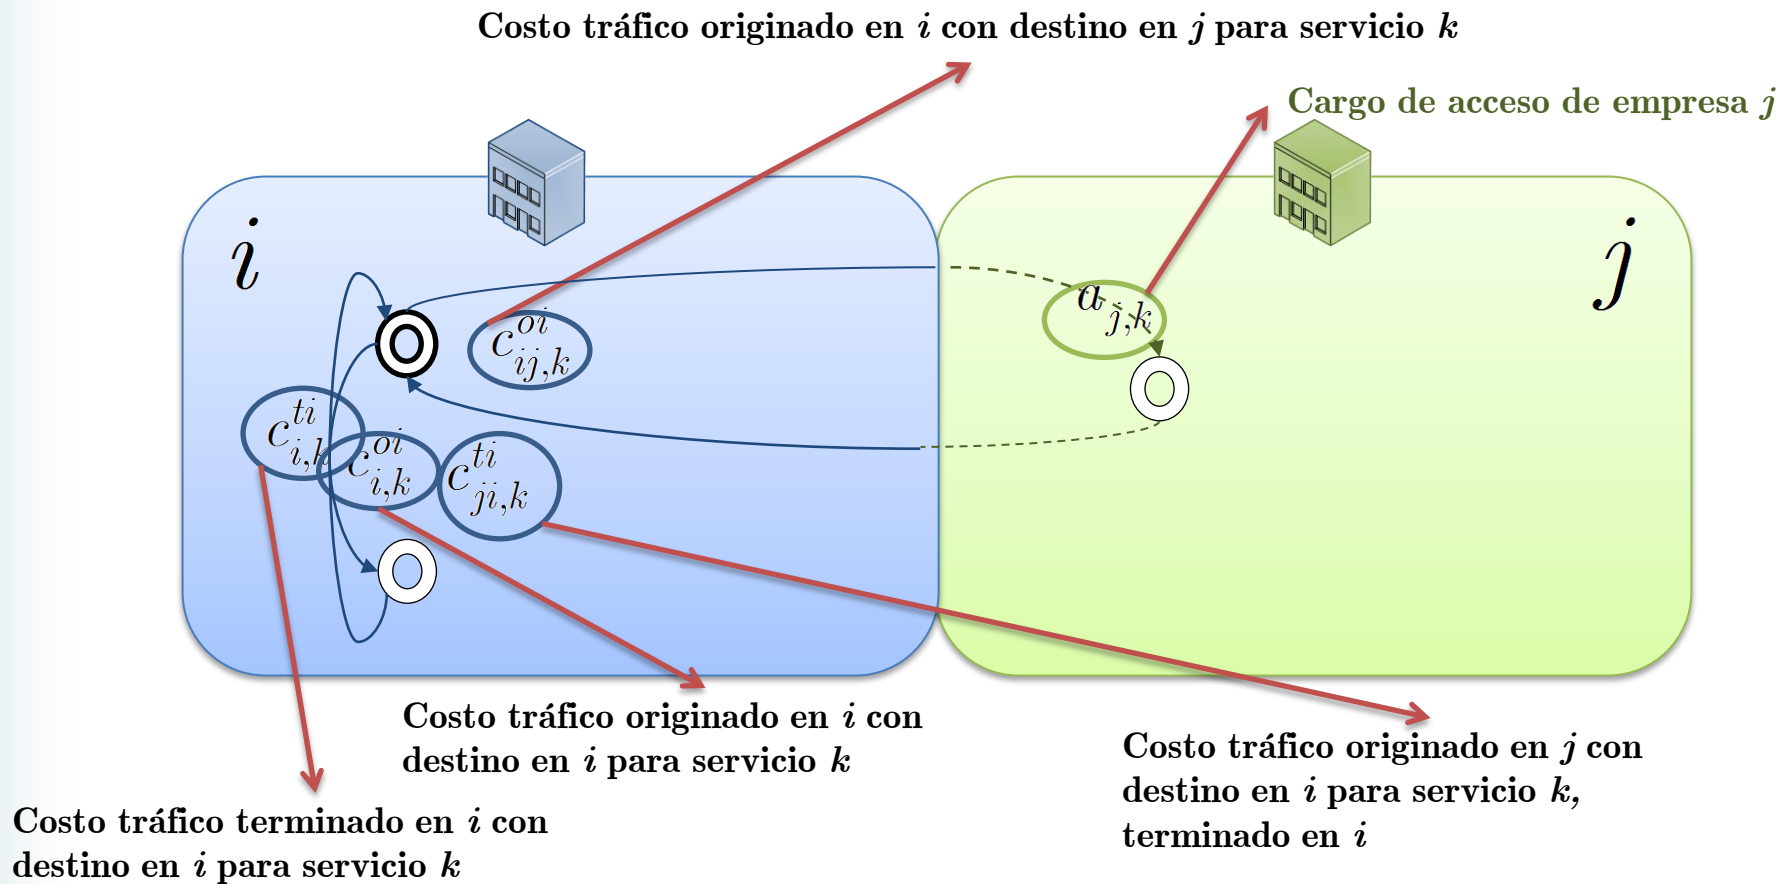 Costo tráfico originado en i con destino en j para servicio k
Cargo de acceso de empresa j
i
j
c^{oi}_{ij,k}
a_{j,k}
c^{ti}_{i,k}
c^{oi}_{i,k}
c^{ti}_{ji,k}
Costo tráfico originado en i con
destino en i para servicio k
Costo tráfico originado en j con
destino en i para servicio k,
terminado en i
Costo tráfico terminado en i con
destino en i para servicio k